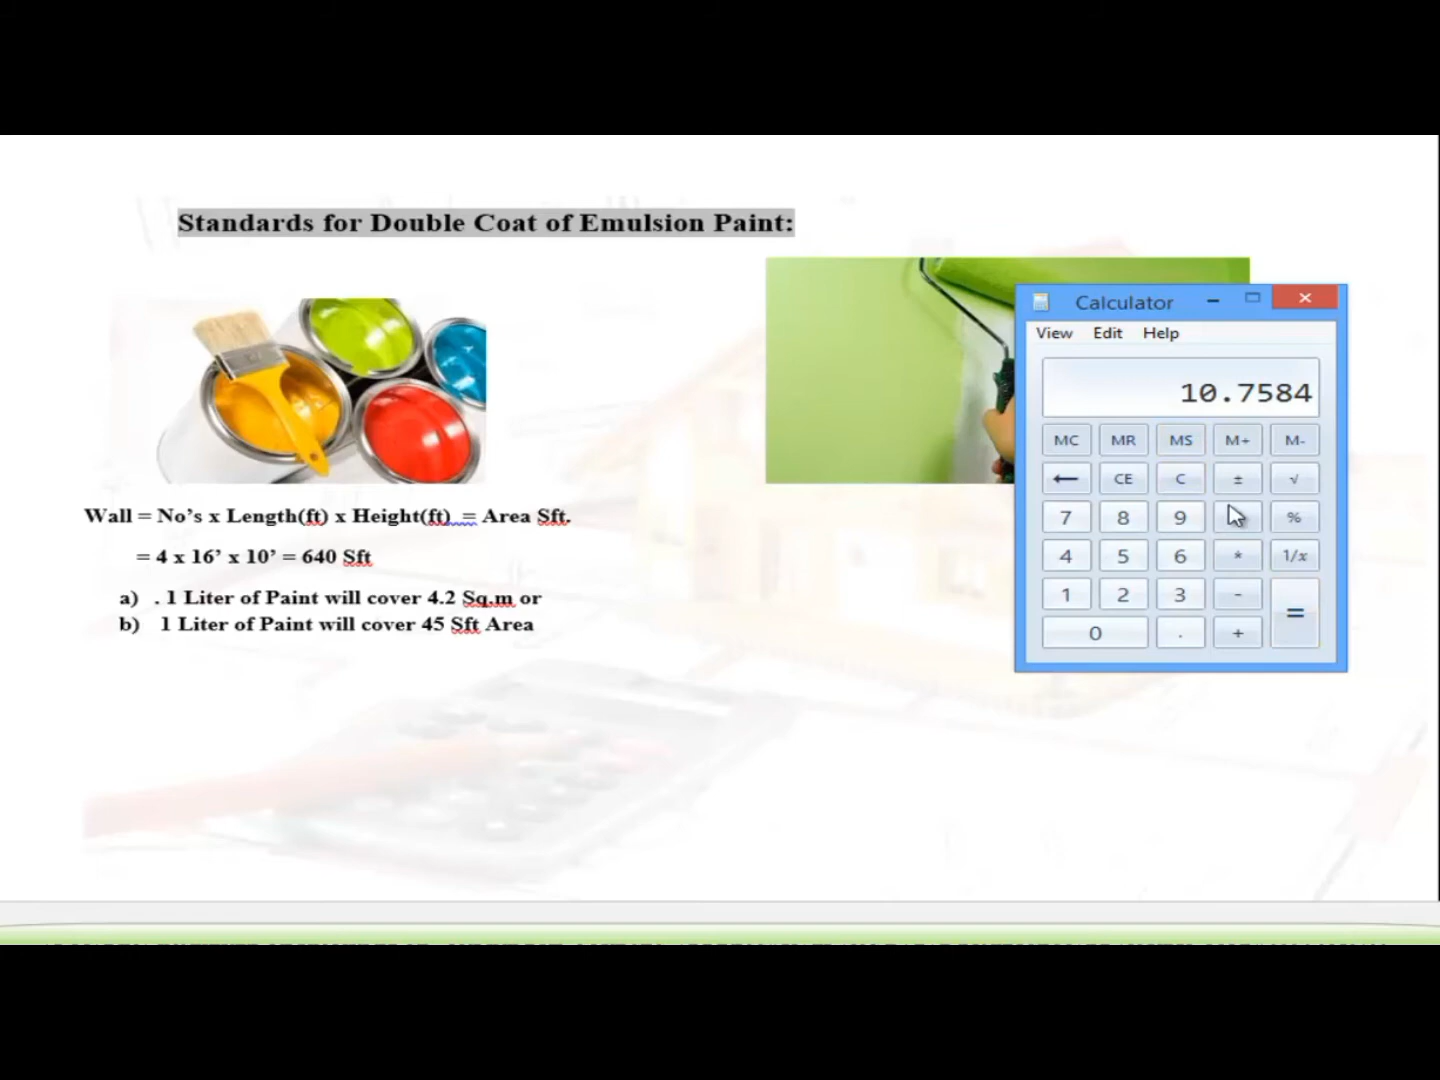 Standards for Double Coat of Emulsion Paint:
Wall = No’s x Length(ft) x Height(ft) = Area Sft.
= 4 x 16’ x 10’ = 640 Sft
a) . 1 Liter of Paint will cover 4.2 Sq.m or
b) 1 Liter of Paint will cover 45 Sft Area
Calculator
View Edit Help
10.7584
MC MR MS M+ M-
← CE C ± √
7 8 9 %
4 5 6 * 1/x
1 2 3 - =
0 . +